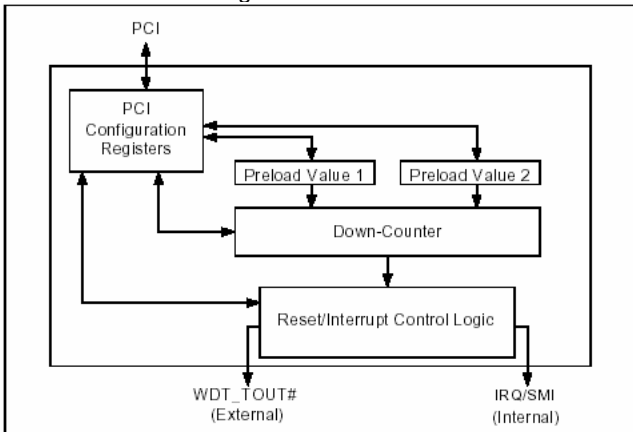 PCI
PCI
Configuration
Registers
Preload Value 1
Preload Value 2
Down-Counter
Reset/Interrupt Control Logic
WDT_TOUT#
(External)
IRQ/SMI
(Internal)